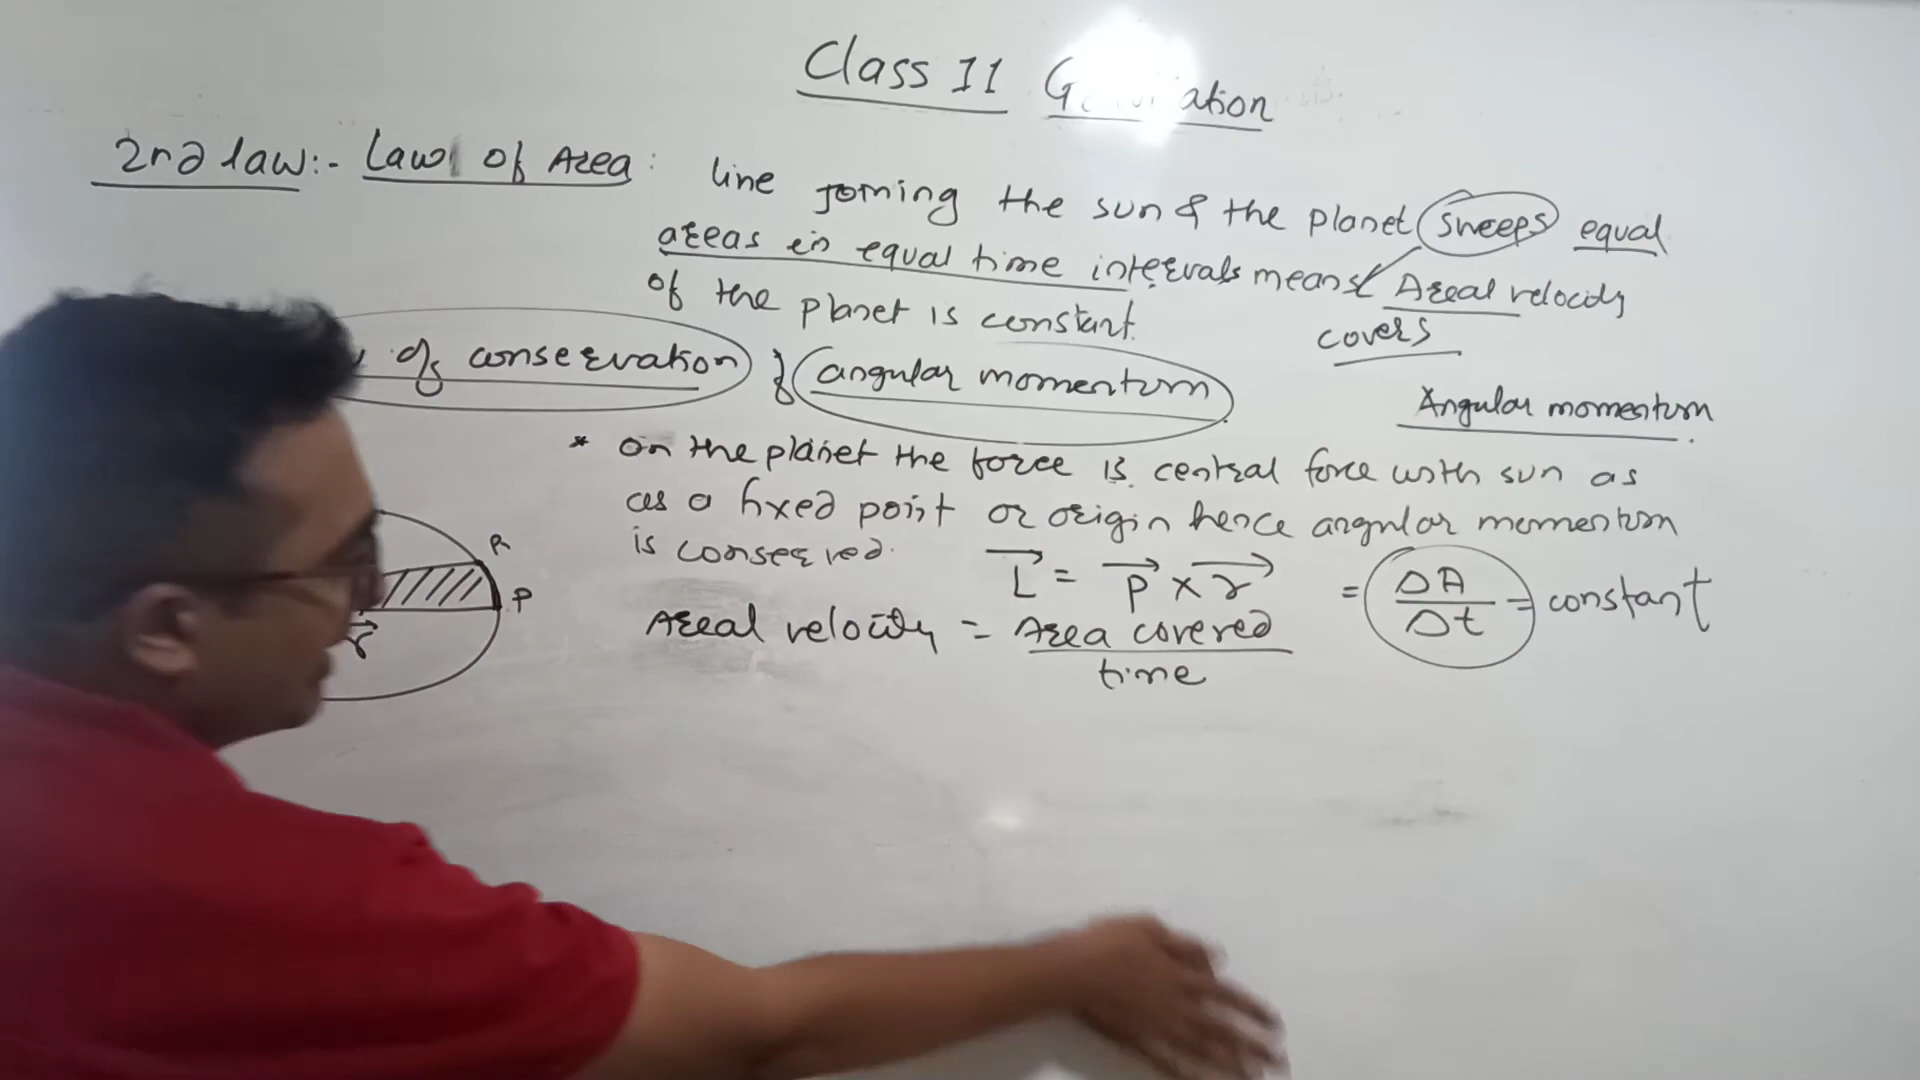 Class 11 Gravitation
2nd law:- Law of Area: line joining the sun & the planet sweeps equal
areas in equal time intervals means Areal velocity
of the planet is constant.
covers
of conservation } angular momentum
Angular momentum
* on the planet the force is central force with sun as
as a fixed point or origin hence angular momentum
is conserved.
L = P × r = ΔA/Δt = constant
Areal velocity = Area covered
time
R
P
r